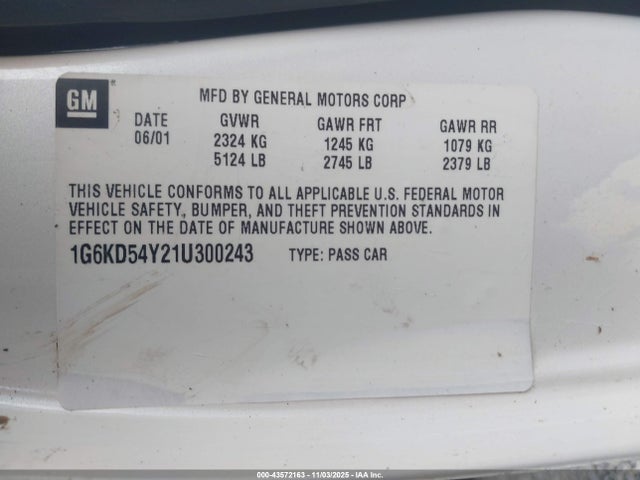 GM
MFD BY GENERAL MOTORS CORP
DATE GVWR GAWR FRT GAWR RR
06/01 2324 KG 1245 KG 1079 KG
5124 LB 2745 LB 2379 LB
THIS VEHICLE CONFORMS TO ALL APPLICABLE U.S. FEDERAL MOTOR
VEHICLE SAFETY, BUMPER, AND THEFT PREVENTION STANDARDS IN
EFFECT ON THE DATE OF MANUFACTURE SHOWN ABOVE.
1G6KD54Y21U300243 TYPE: PASS CAR
000-43572163 - 11/03/2025 - IAA Inc.